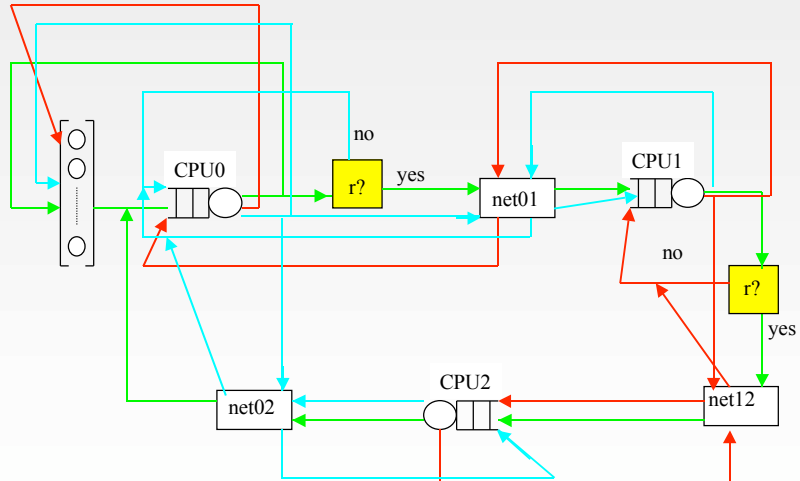 no
CPU0
CPU1
r?
yes
net01
no
r?
yes
CPU2
net02
net12